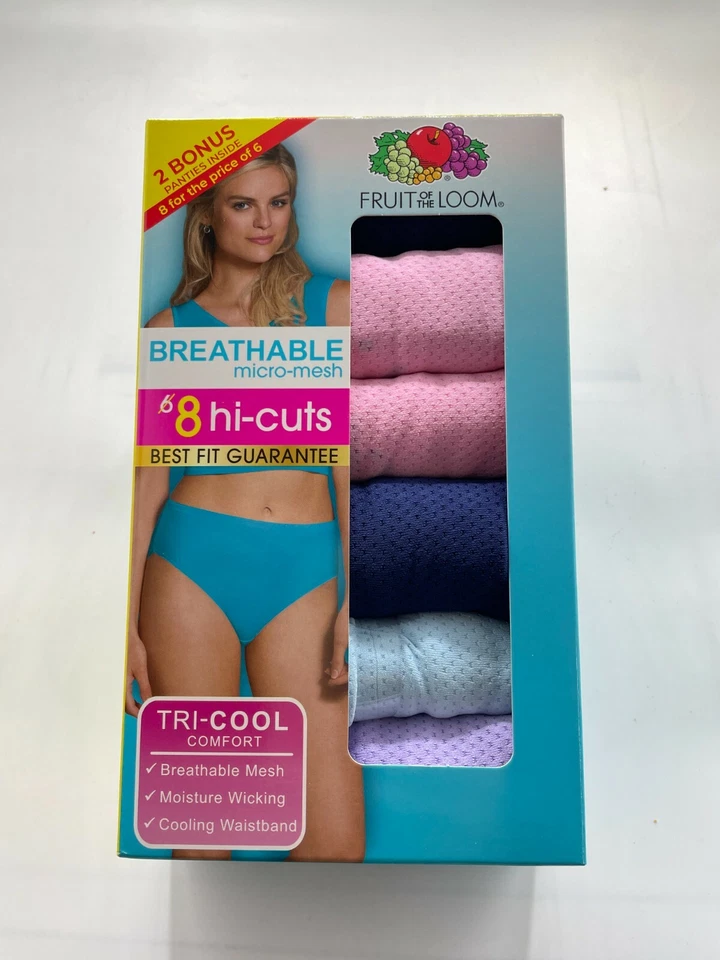 2 BONUS
PANTIES INSIDE
8 for the price of 6
FRUIT OF THE LOOM®
BREATHABLE
micro-mesh
6 8 hi-cuts
BEST FIT GUARANTEE
TRI-COOL
COMFORT
✓ Breathable Mesh
✓ Moisture Wicking
✓ Cooling Waistband